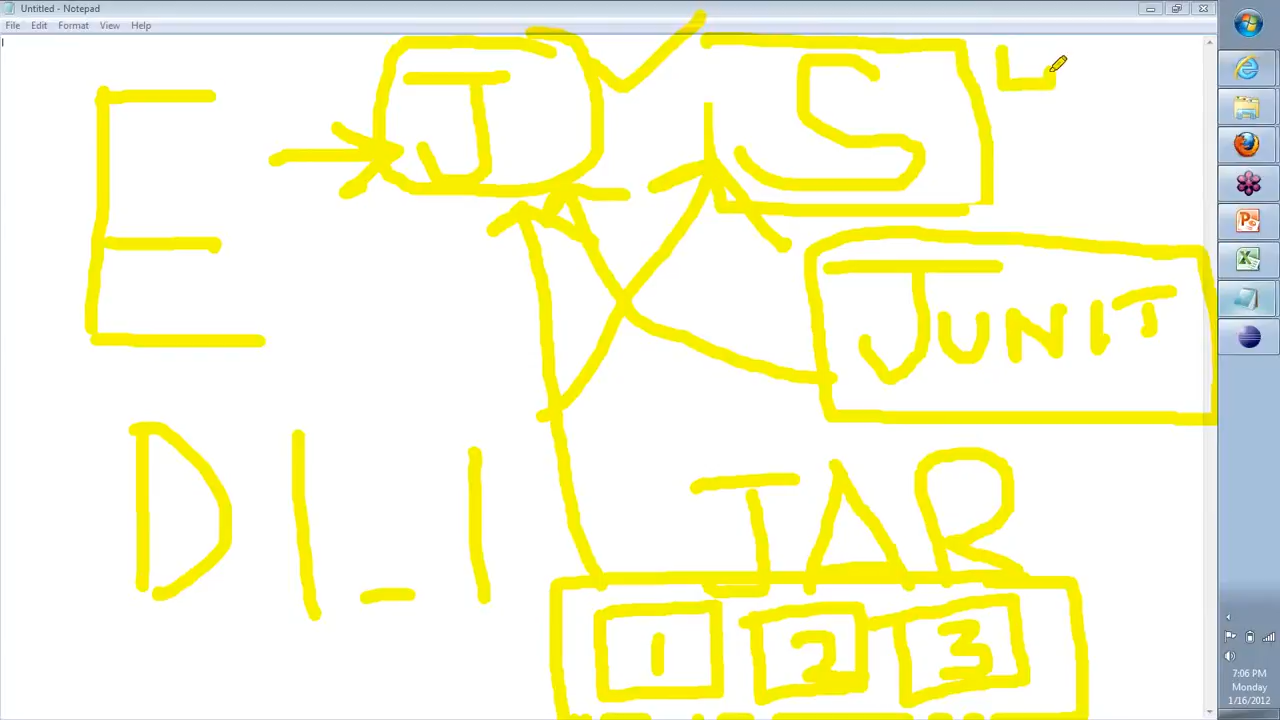 Untitled - Notepad
File Edit Format View Help
J
S
E
JUNIT
JAR
1 2 3
7:06 PM
Monday
1/16/2012